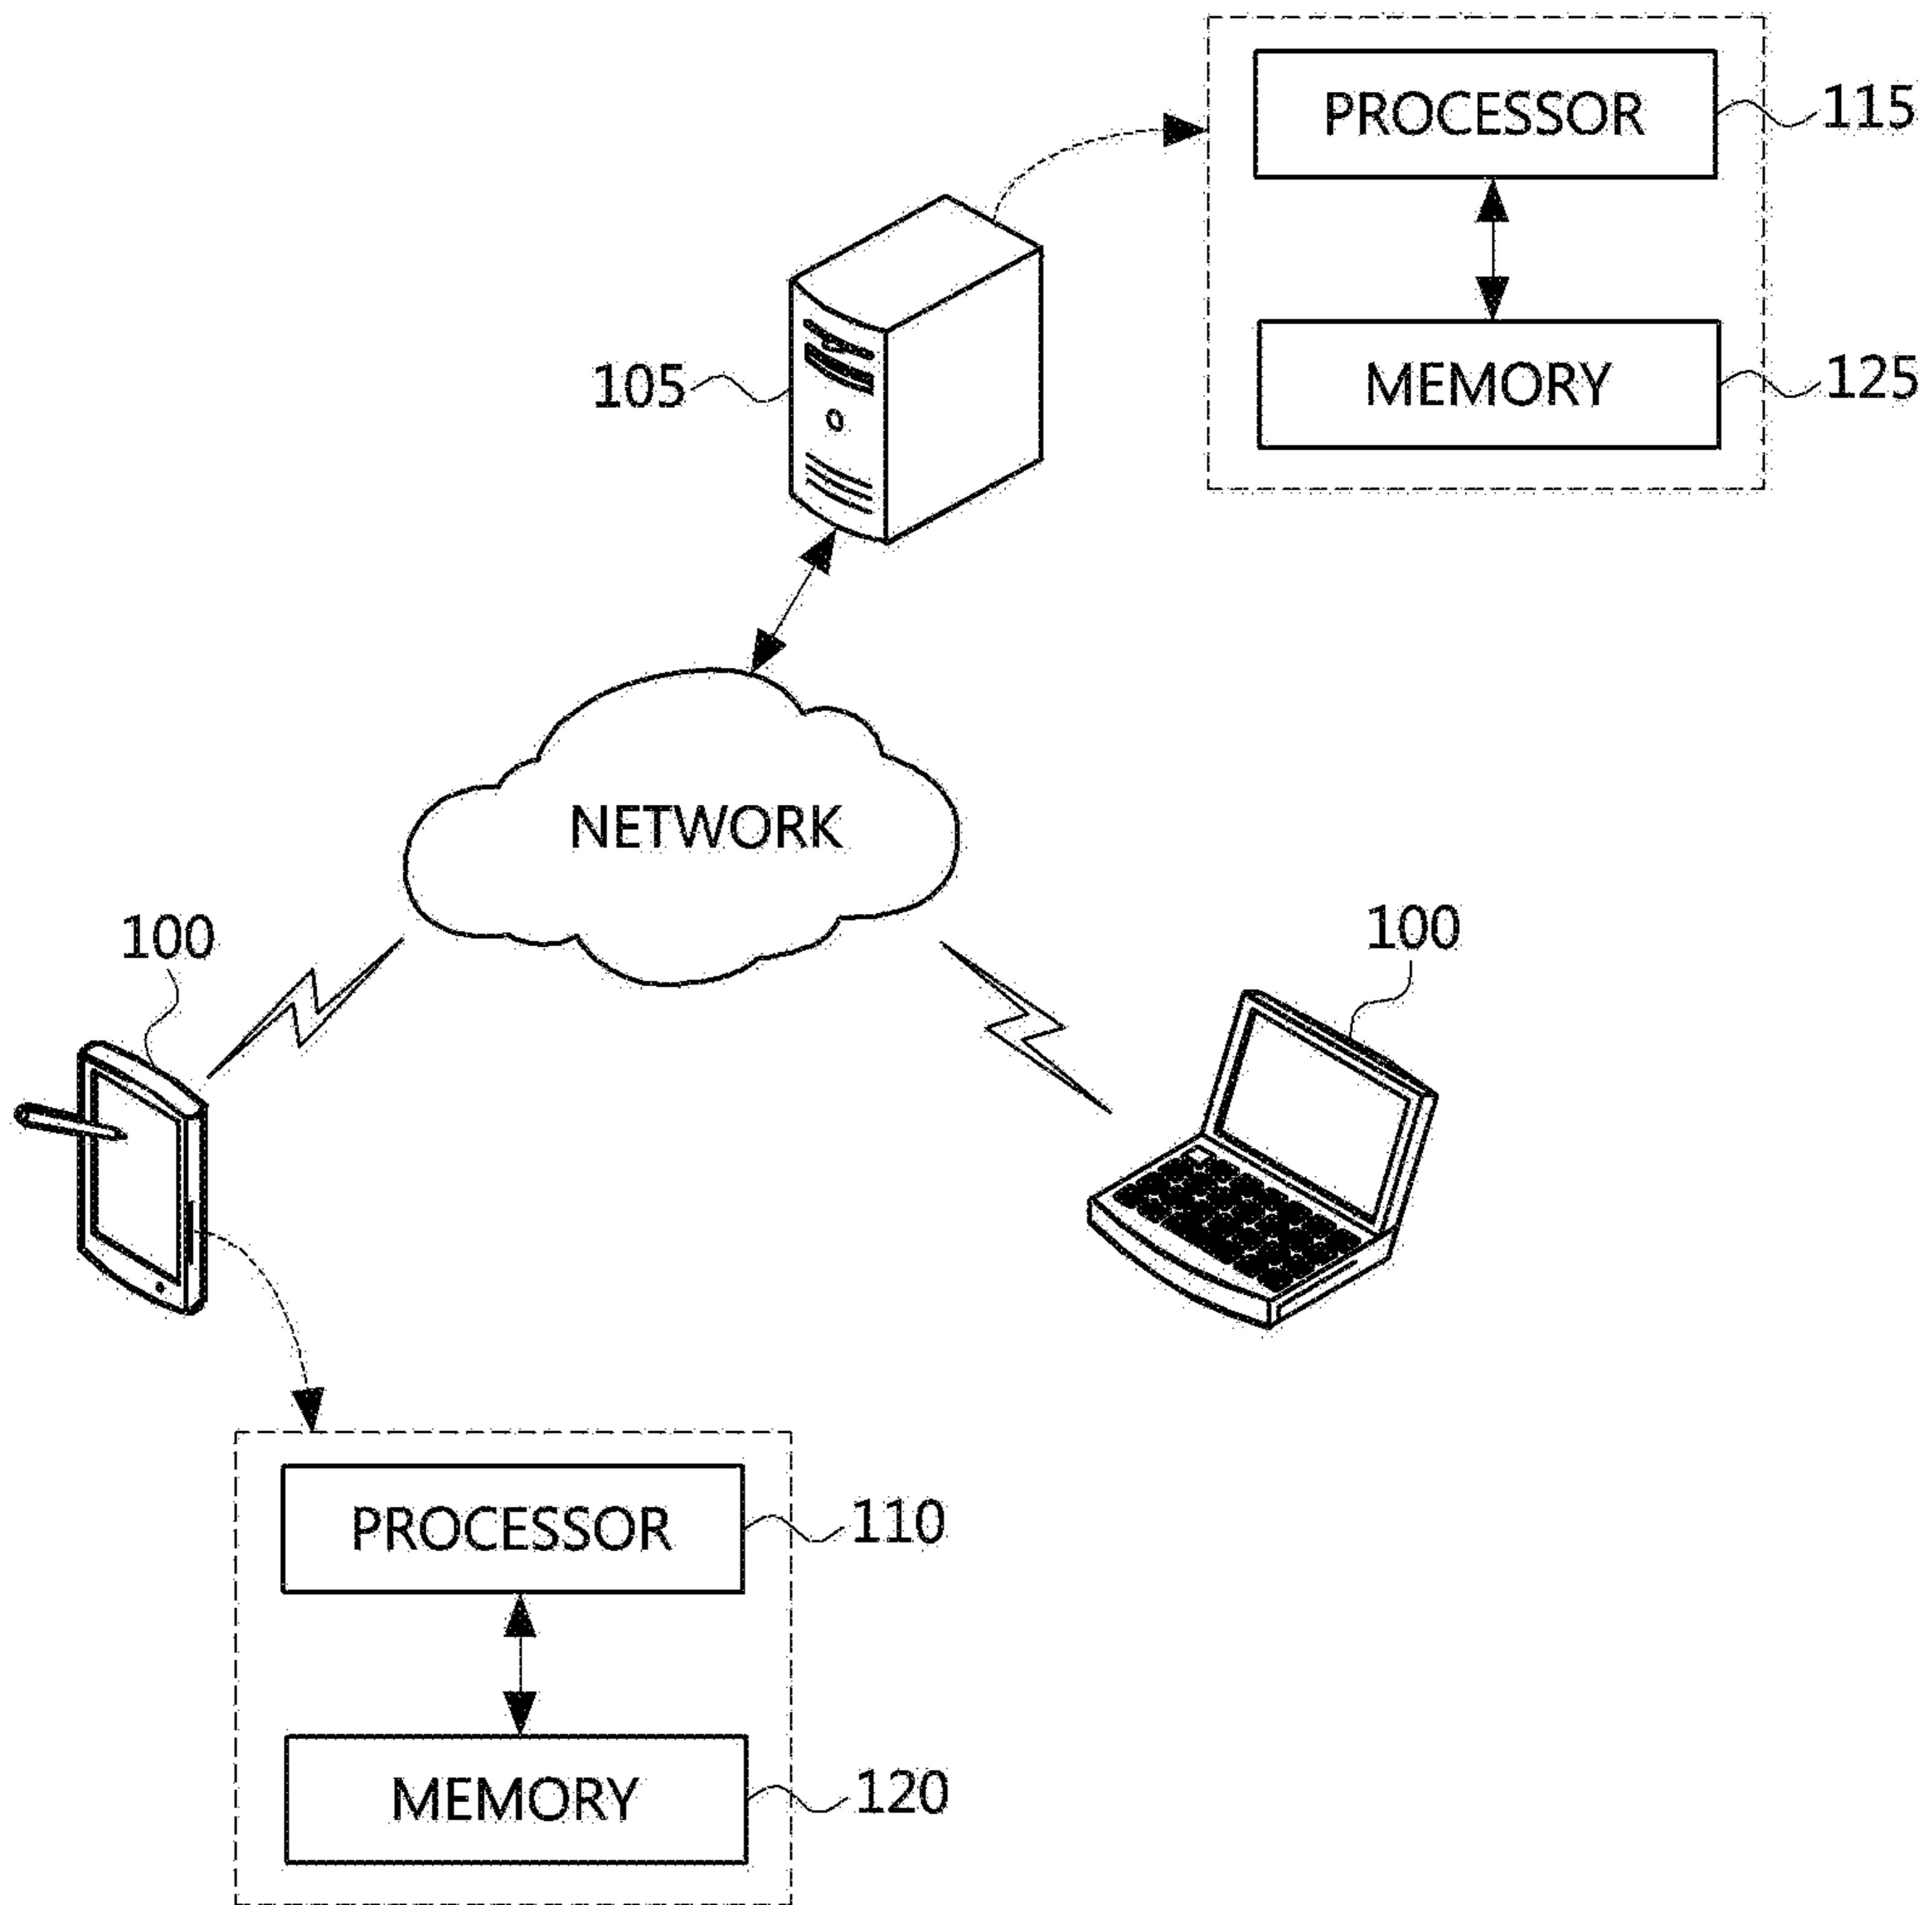 PROCESSOR 115
105 MEMORY 125
NETWORK
100 100
PROCESSOR 110
MEMORY 120